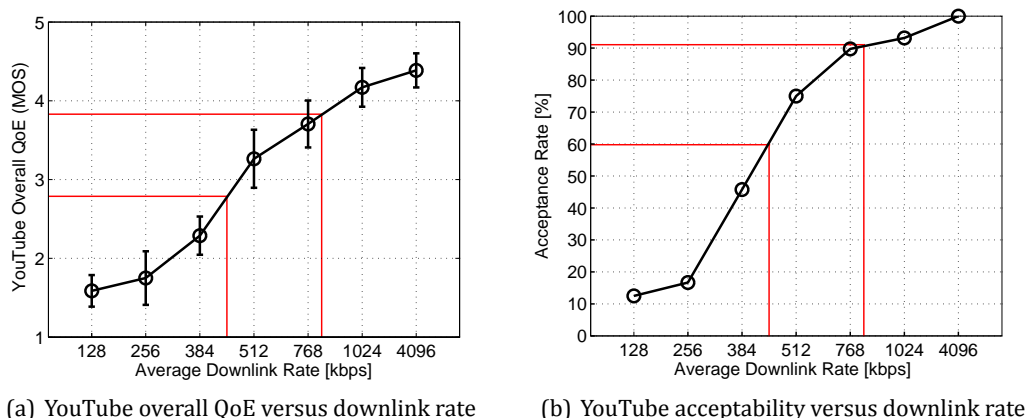 5
4
3
2
1
YouTube Overall QoE (MOS)
128 256 384 512 768 1024 4096
Average Downlink Rate [kbps]
(a) YouTube overall QoE versus downlink rate
100
90
80
70
60
50
40
30
20
10
0
Acceptance Rate [%]
128 256 384 512 768 1024 4096
Average Downlink Rate [kbps]
(b) YouTube acceptability versus downlink rate